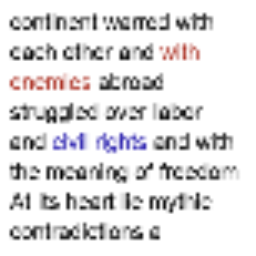 continent warred with
each other and with
enemies abroad
struggled over labor
and civil rights and with
the meaning of freedom
At its heart lie mythic
contradictions a